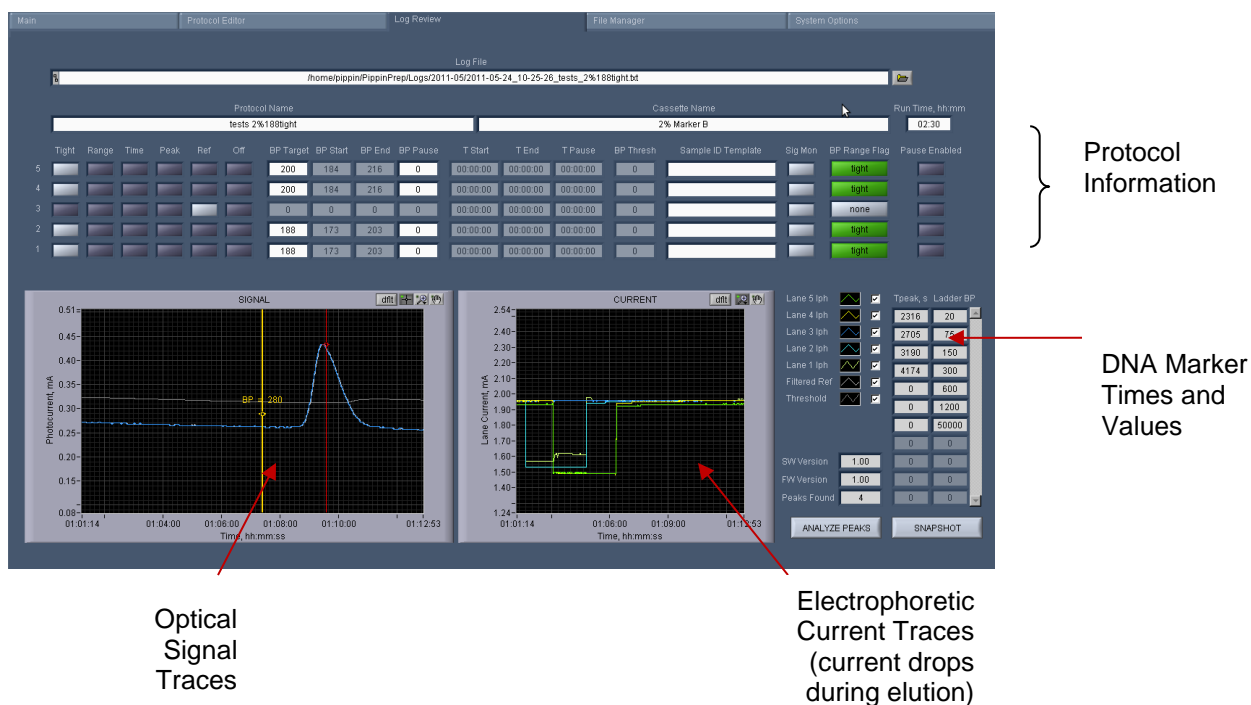 Main Protocol Editor Log Review File Manager System Options
Log File
/home/pippin/PippinPrep/Logs/2011-05/2011-05-24_10-25-26_tests_2%188tight.txt
Protocol Name Cassette Name Run Time, hh:mm
tests 2%188tight 2% Marker B 02:30
Tight Range Time Peak Ref Off BP Target BP Start BP End BP Pause T Start T End T Pause BP Thresh Sample ID Template Sig Mon BP Range Flag Pause Enabled
5 200 184 216 0 00:00:00 00:00:00 00:00:00 0 tight
4 200 184 216 0 00:00:00 00:00:00 00:00:00 0 tight
3 0 0 0 0 00:00:00 00:00:00 00:00:00 0 none
2 188 173 203 0 00:00:00 00:00:00 00:00:00 0 tight
1 188 173 203 0 00:00:00 00:00:00 00:00:00 0 tight
Protocol
Information
SIGNAL dflt
0.51
0.45
0.40
0.35
0.30
0.25
0.20
0.15
0.08
Photocurrent, mA
BP = 280
01:01:14 01:04:00 01:06:00 01:08:00 01:10:00 01:12:53
Time, hh:mm:ss
CURRENT dflt
2.54
2.40
2.30
2.20
2.10
2.00
1.90
1.80
1.70
1.60
1.50
1.40
1.24
Lane Current, mA
01:01:14 01:06:00 01:09:00 01:12:53
Time, hh:mm:ss
Lane 5 Iph
Lane 4 Iph
Lane 3 Iph
Lane 2 Iph
Lane 1 Iph
Filtered Ref
Threshold
SW Version 1.00
FW Version 1.00
Peaks Found 4
Tpeak, s Ladder BP
2316 20
2705 75
3190 150
4174 300
0 600
0 1200
0 50000
0 0
0 0
0 0
0 0
ANALYZE PEAKS SNAPSHOT
DNA Marker
Times and
Values
Optical
Signal
Traces
Electrophoretic
Current Traces
(current drops
during elution)